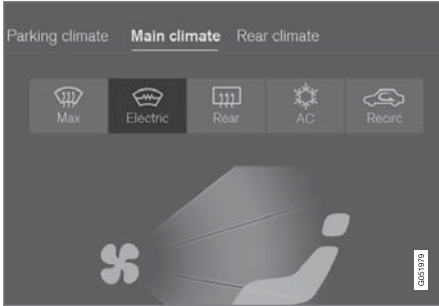 Parking climate Main climate Rear climate
Max Electric Rear AC Recirc
G051979